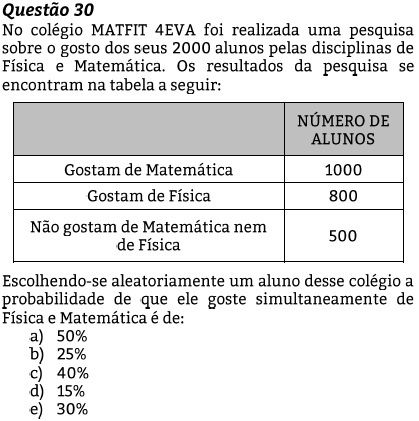 Questão 30
No colégio MATFIT 4EVA foi realizada uma pesquisa
sobre o gosto dos seus 2000 alunos pelas disciplinas de
Física e Matemática. Os resultados da pesquisa se
encontram na tabela a seguir:
NÚMERO DE
ALUNOS
Gostam de Matemática 1000
Gostam de Física 800
Não gostam de Matemática nem
de Física 500
Escolhendo-se aleatoriamente um aluno desse colégio a
probabilidade de que ele goste simultaneamente de
Física e Matemática é de:
a) 50%
b) 25%
c) 40%
d) 15%
e) 30%